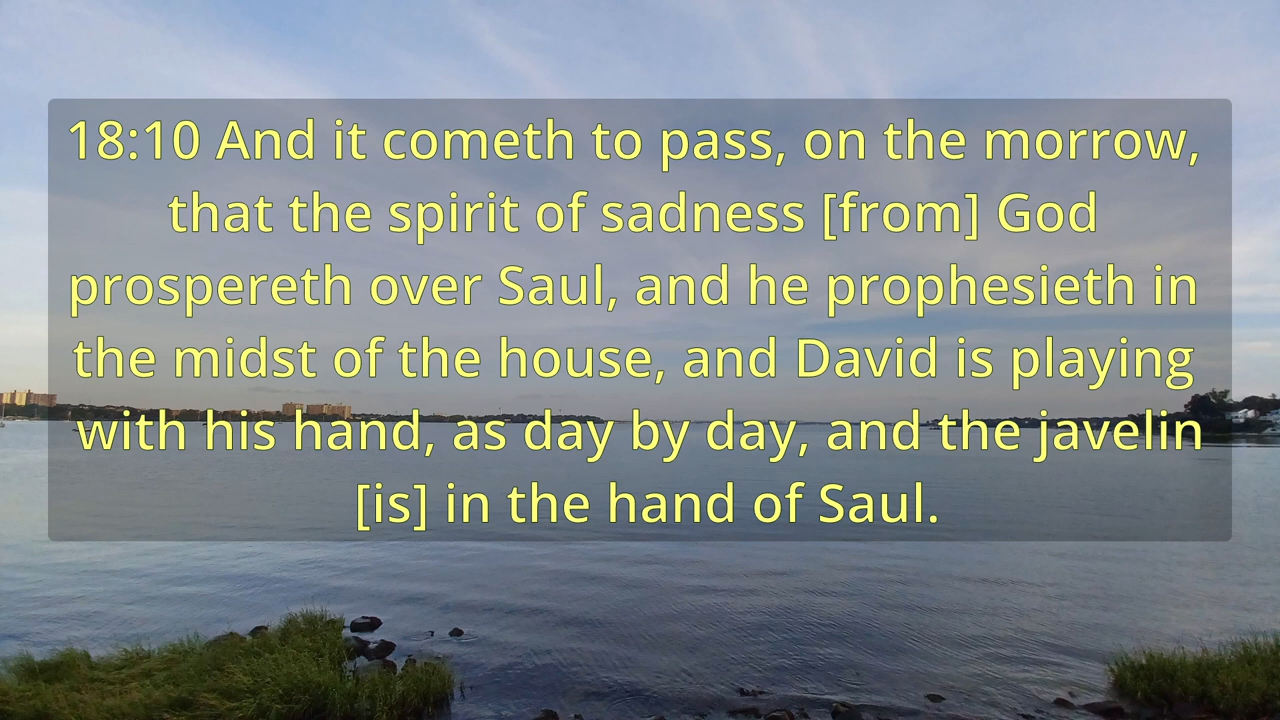 18:10 And it cometh to pass, on the morrow,
that the spirit of sadness [from] God
prospereth over Saul, and he prophesieth in
the midst of the house, and David is playing
with his hand, as day by day, and the javelin
[is] in the hand of Saul.